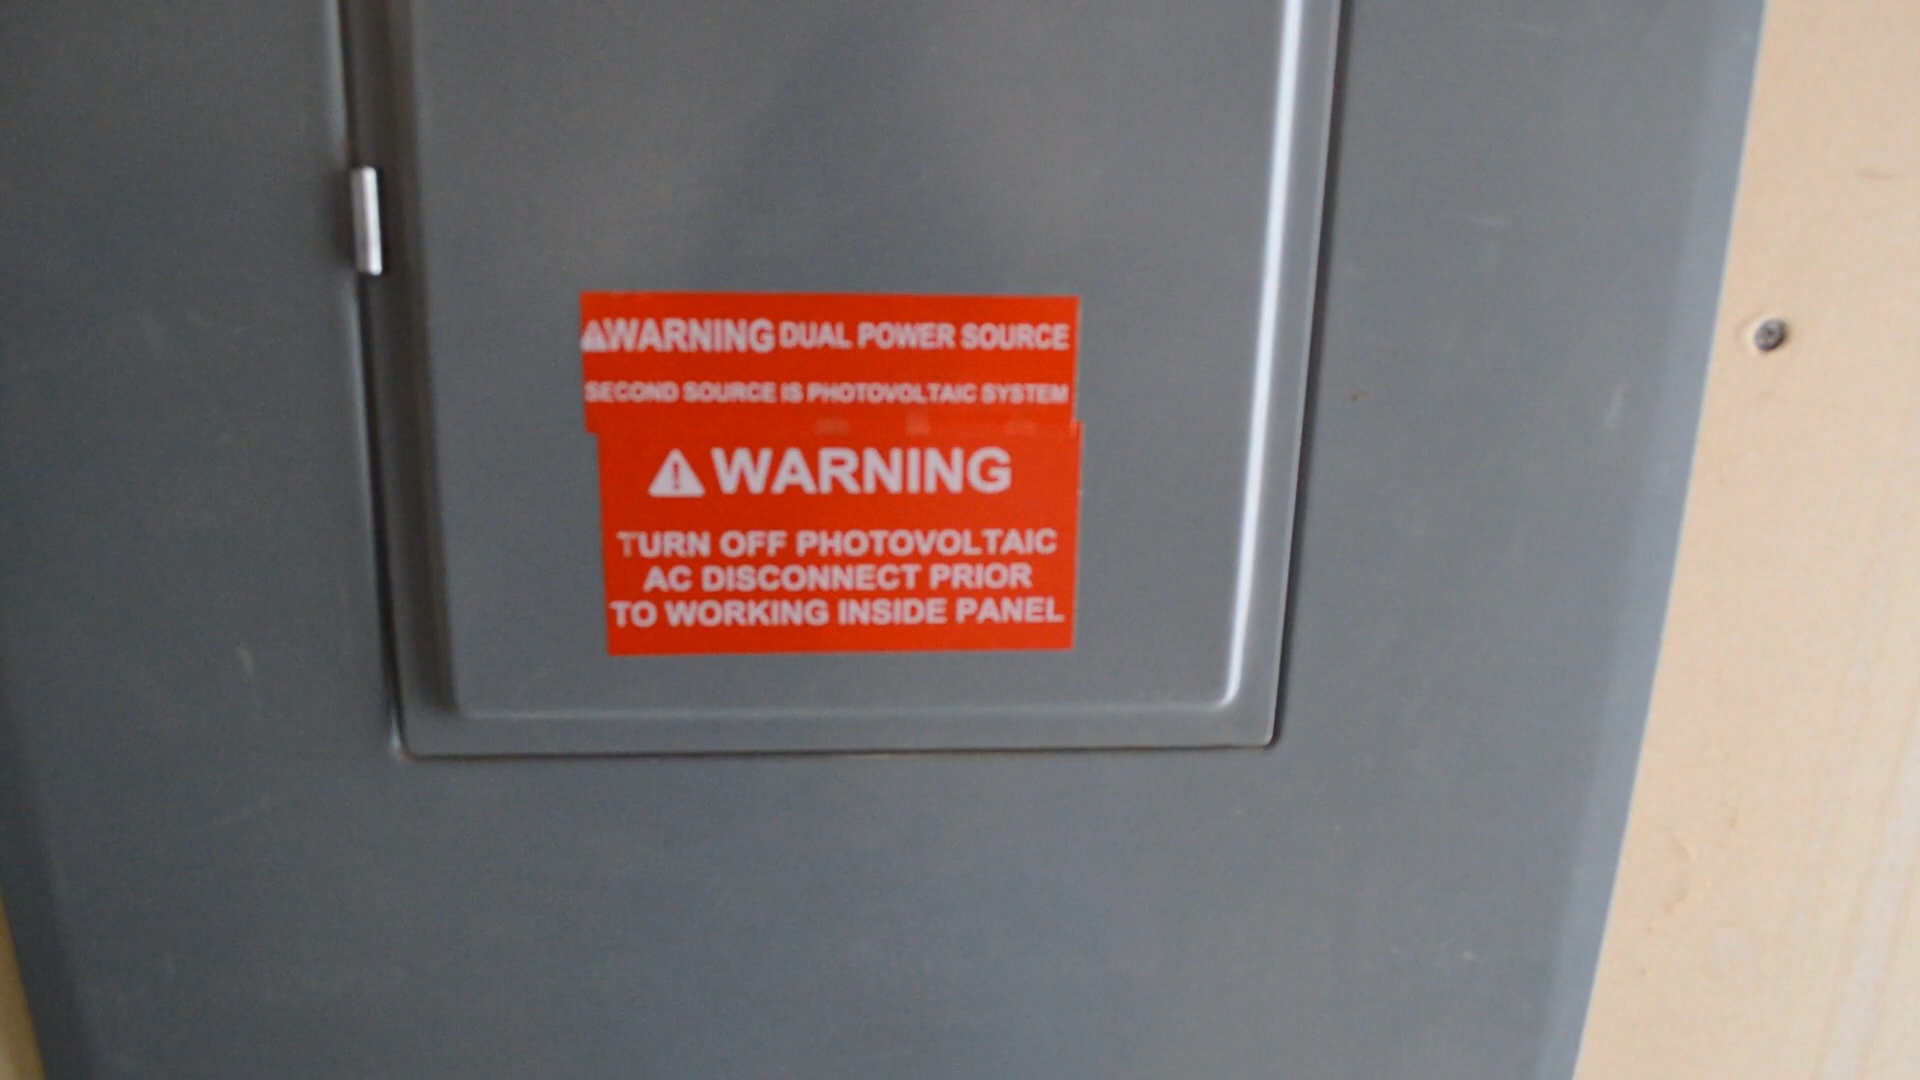 WARNING DUAL POWER SOURCE
SECOND SOURCE IS PHOTOVOLTAIC SYSTEM
WARNING
TURN OFF PHOTOVOLTAIC
AC DISCONNECT PRIOR
TO WORKING INSIDE PANEL